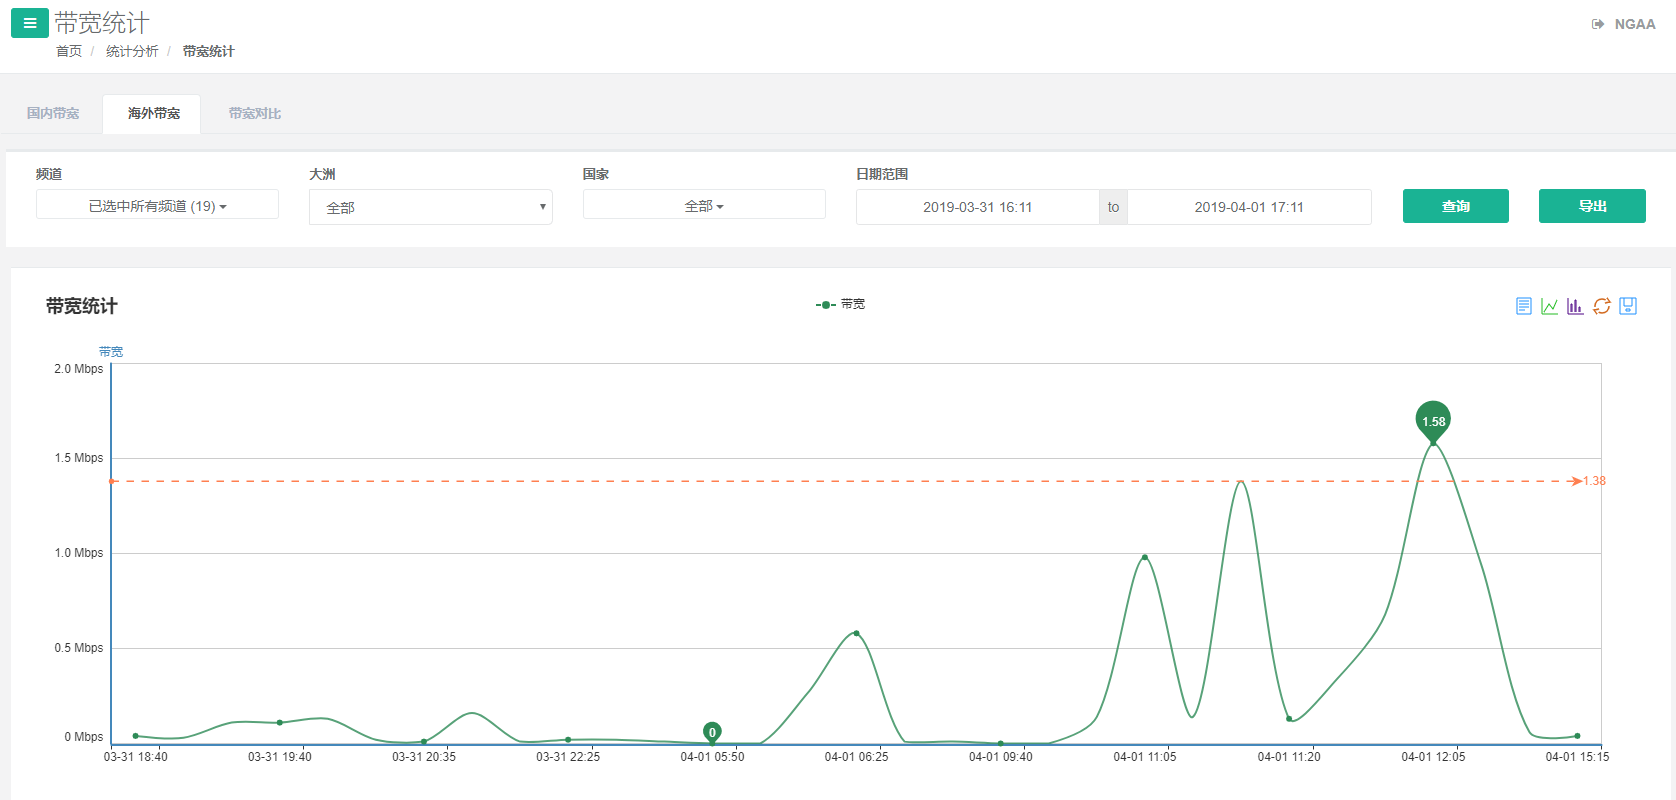 带宽统计
NGAA
首页 / 统计分析 / 带宽统计
国内带宽 海外带宽 带宽对比
频道 大洲 国家 日期范围
已选中所有频道 (19) 全部 全部 2019-03-31 16:11 to 2019-04-01 17:11 查询 导出
带宽统计
带宽
带宽
2.0 Mbps
1.58
1.5 Mbps
1.38
1.0 Mbps
0.5 Mbps
0
0 Mbps
03-31 18:40 03-31 19:40 03-31 20:35 03-31 22:25 04-01 05:50 04-01 06:25 04-01 09:40 04-01 11:05 04-01 11:20 04-01 12:05 04-01 15:15